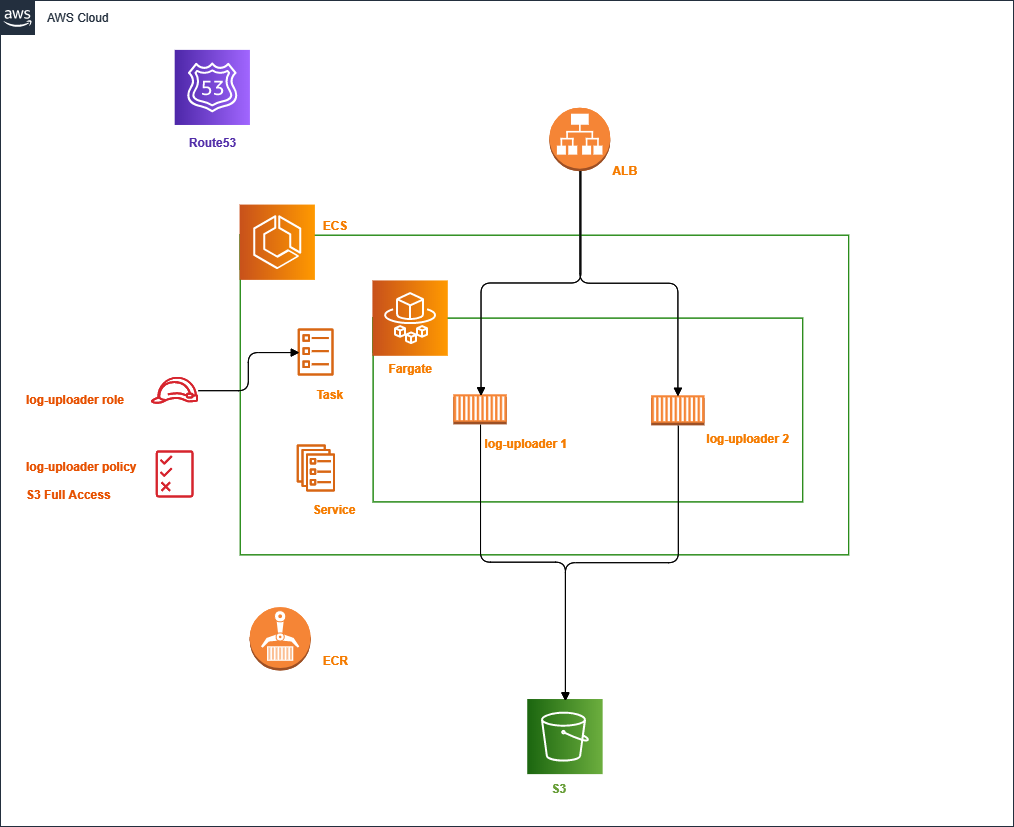 aws
AWS Cloud
53
Route53
ALB
ECS
Fargate
Task
log-uploader role
log-uploader 1
log-uploader 2
log-uploader policy
S3 Full Access
Service
ECR
S3